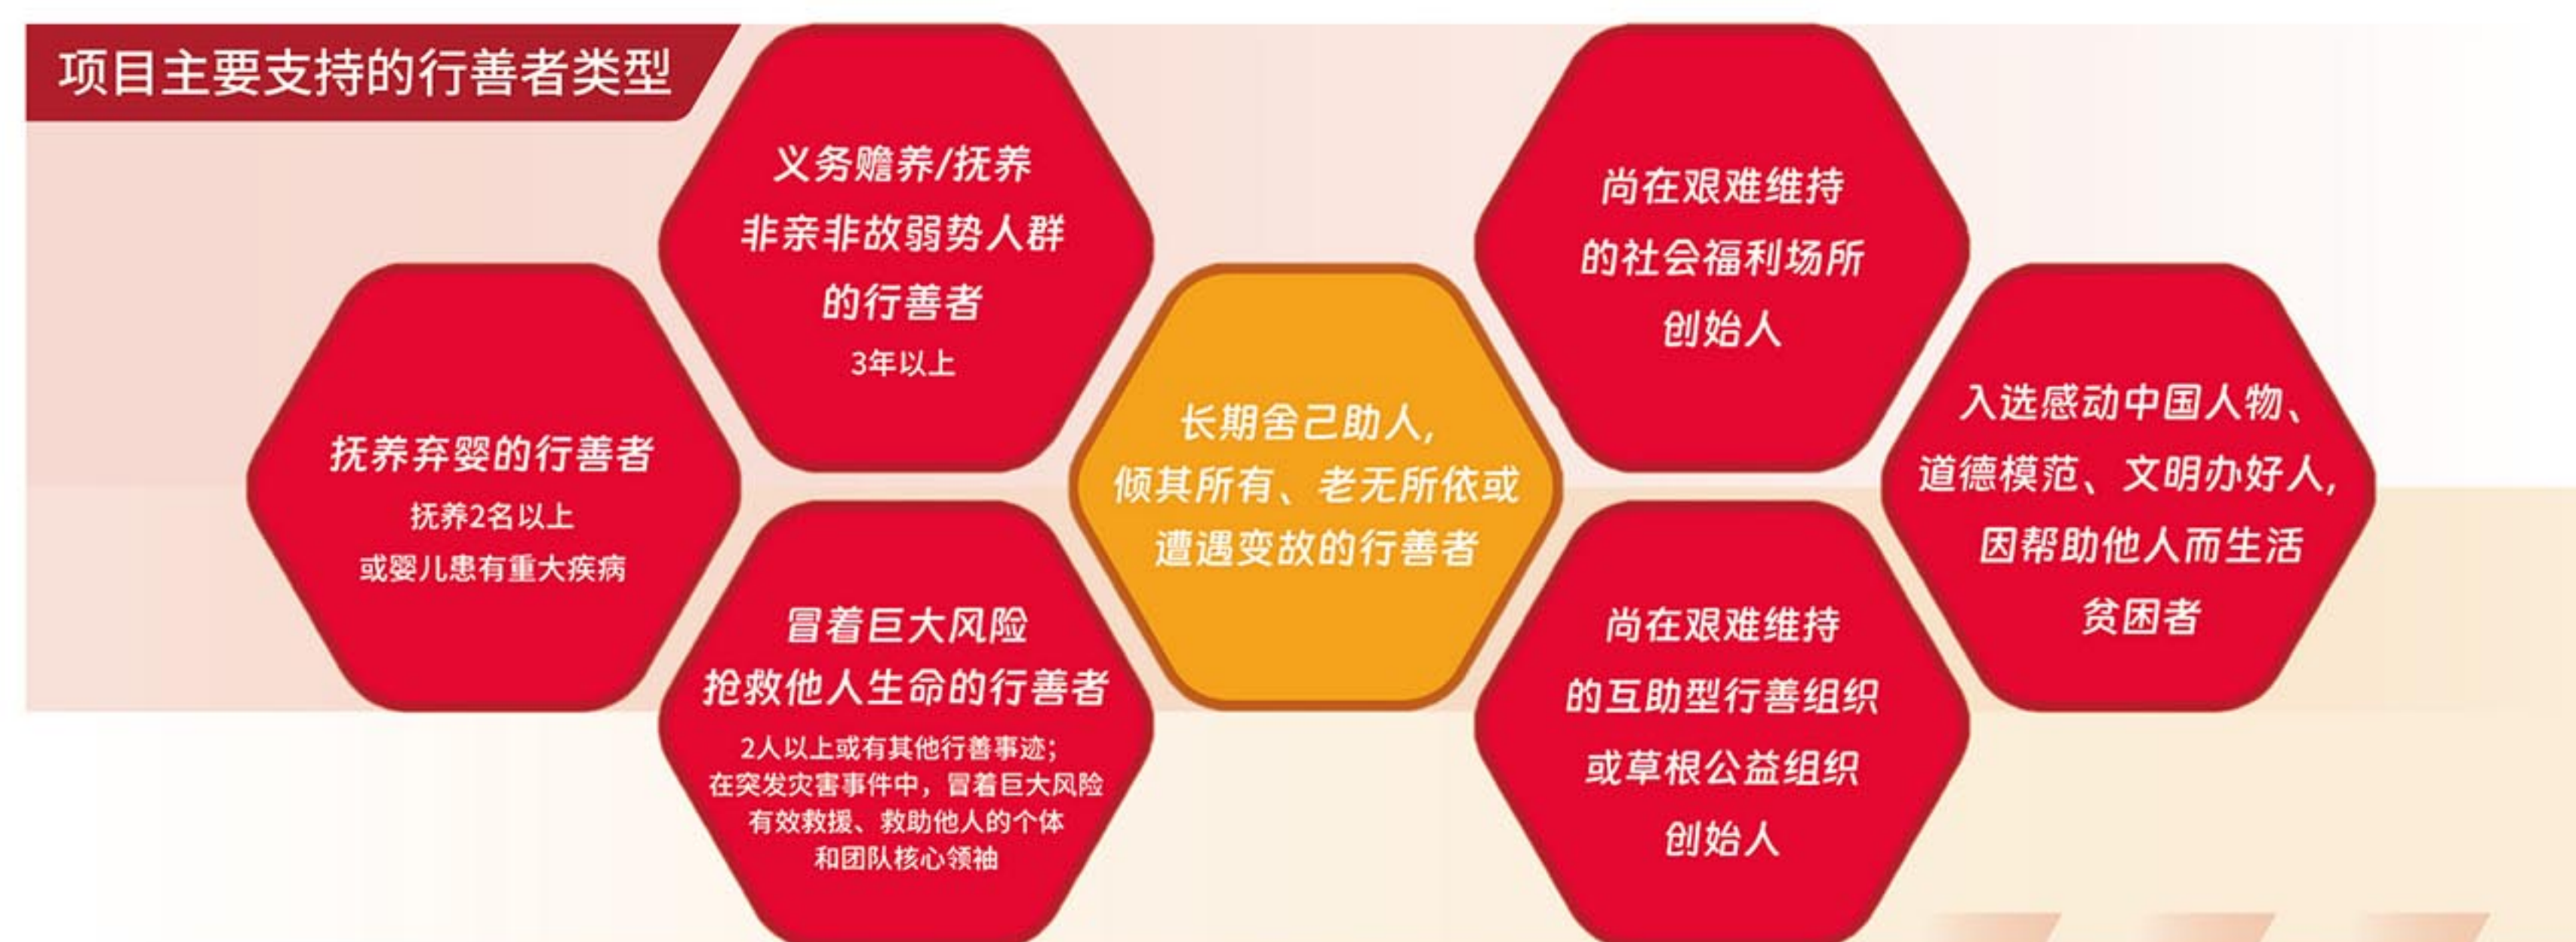 项目主要支持的行善者类型
义务赡养/抚养
非亲非故弱势人群
的行善者
3年以上
尚在艰难维持
的社会福利场所
创始人
抚养弃婴的行善者
抚养2名以上
或婴儿患有重大疾病
长期舍己助人,
倾其所有、老无所依或
遭遇变故的行善者
入选感动中国人物、
道德模范、文明办好人,
因帮助他人而生活
贫困者
冒着巨大风险
抢救他人生命的行善者
2人以上或有其他行善事迹;
在突发灾害事件中，冒着巨大风险
有效救援、救助他人的个体
和团队核心领袖
尚在艰难维持
的互助型行善组织
或草根公益组织
创始人